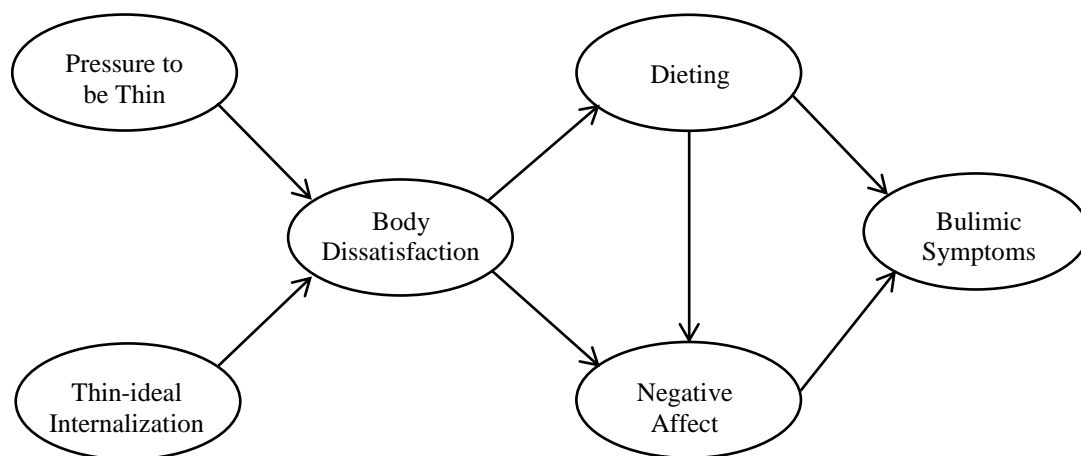 Pressure to
be Thin
Dieting
Body
Dissatisfaction
Bulimic
Symptoms
Thin-ideal
Internalization
Negative
Affect